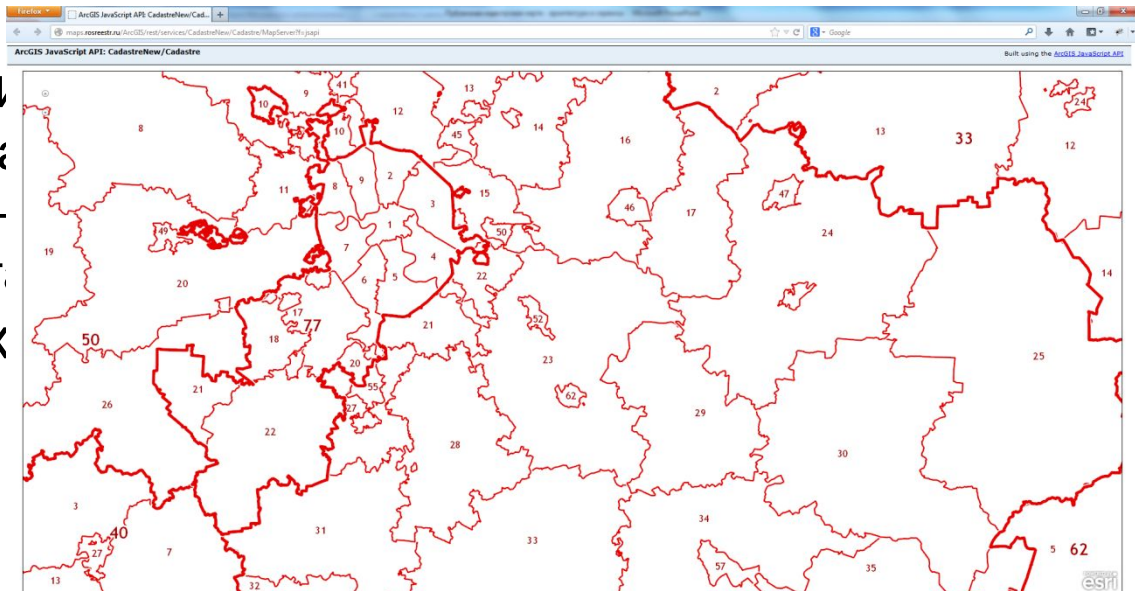 Firefox
ArcGIS JavaScript API: CadastreNew/Cad...
maps.rosreestr.ru/ArcGIS/rest/services/CadastreNew/Cadastre/MapServer?f=jsapi
Google
ArcGIS JavaScript API: CadastreNew/Cadastre
Built using the ArcGIS JavaScript API
9 41 13 2 24
10 12 14 13 33 12
8 10 45 16
11 8 9 2 3 15 46 17 47
49 1 50 24
19 7 4 14
20 6 5 22
17 77 21 52
50 18 23 25
20
21 55 62
26 27 29
22 28 30
3 34
40 31 33
27 7 5 62
13 32 57 35
esri